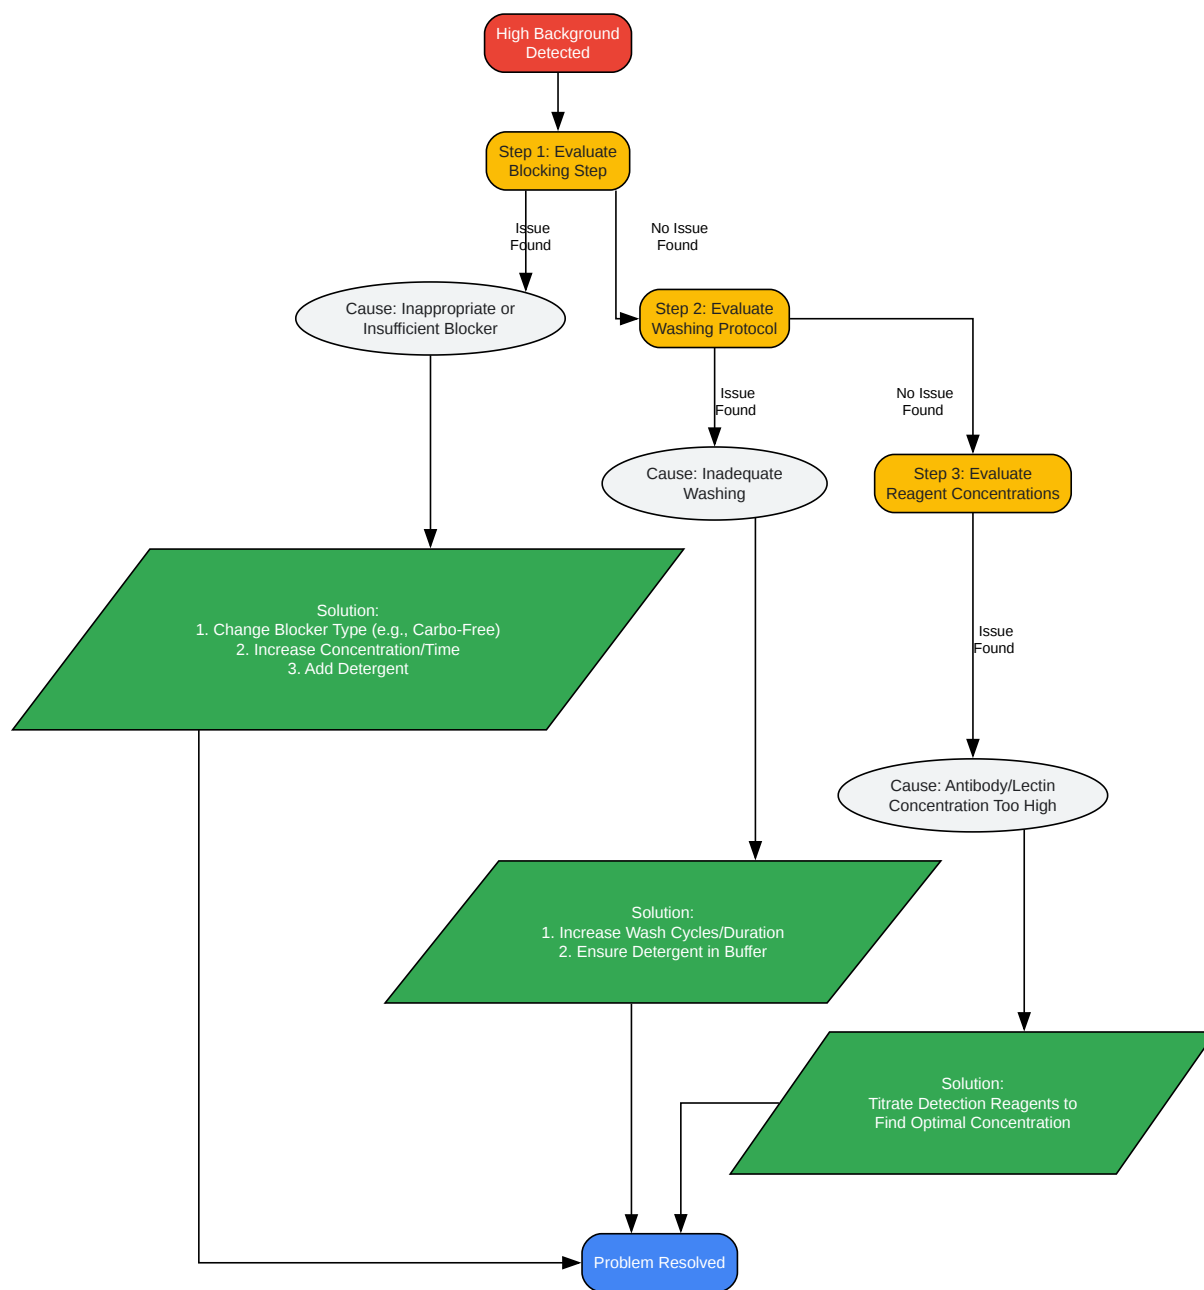 High Background
Detected
Step 1: Evaluate
Blocking Step
Issue
Found
No Issue
Found
Cause: Inappropriate or
Insufficient Blocker
Step 2: Evaluate
Washing Protocol
Issue
Found
No Issue
Found
Cause: Inadequate
Washing
Step 3: Evaluate
Reagent Concentrations
Solution:
1. Change Blocker Type (e.g., Carbo-Free)
2. Increase Concentration/Time
3. Add Detergent
Issue
Found
Cause: Antibody/Lectin
Concentration Too High
Solution:
1. Increase Wash Cycles/Duration
2. Ensure Detergent in Buffer
Solution:
Titrate Detection Reagents to
Find Optimal Concentration
Problem Resolved